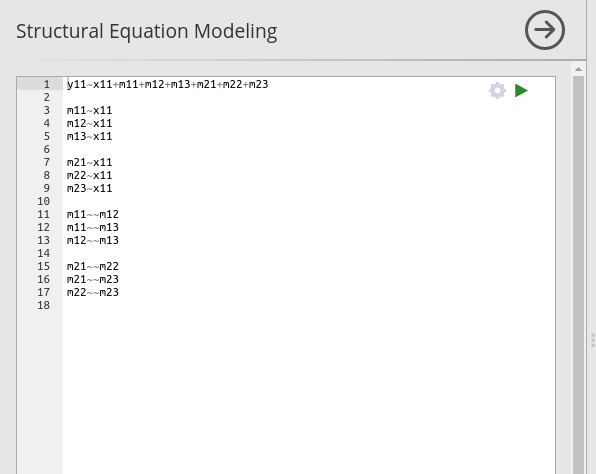 Structural Equation Modeling
1 y11~x11+m11+m12+m13+m21+m22+m23
2
3 m11~x11
4 m12~x11
5 m13~x11
6
7 m21~x11
8 m22~x11
9 m23~x11
10
11 m11~~m12
12 m11~~m13
13 m12~~m13
14
15 m21~~m22
16 m21~~m23
17 m22~~m23
18